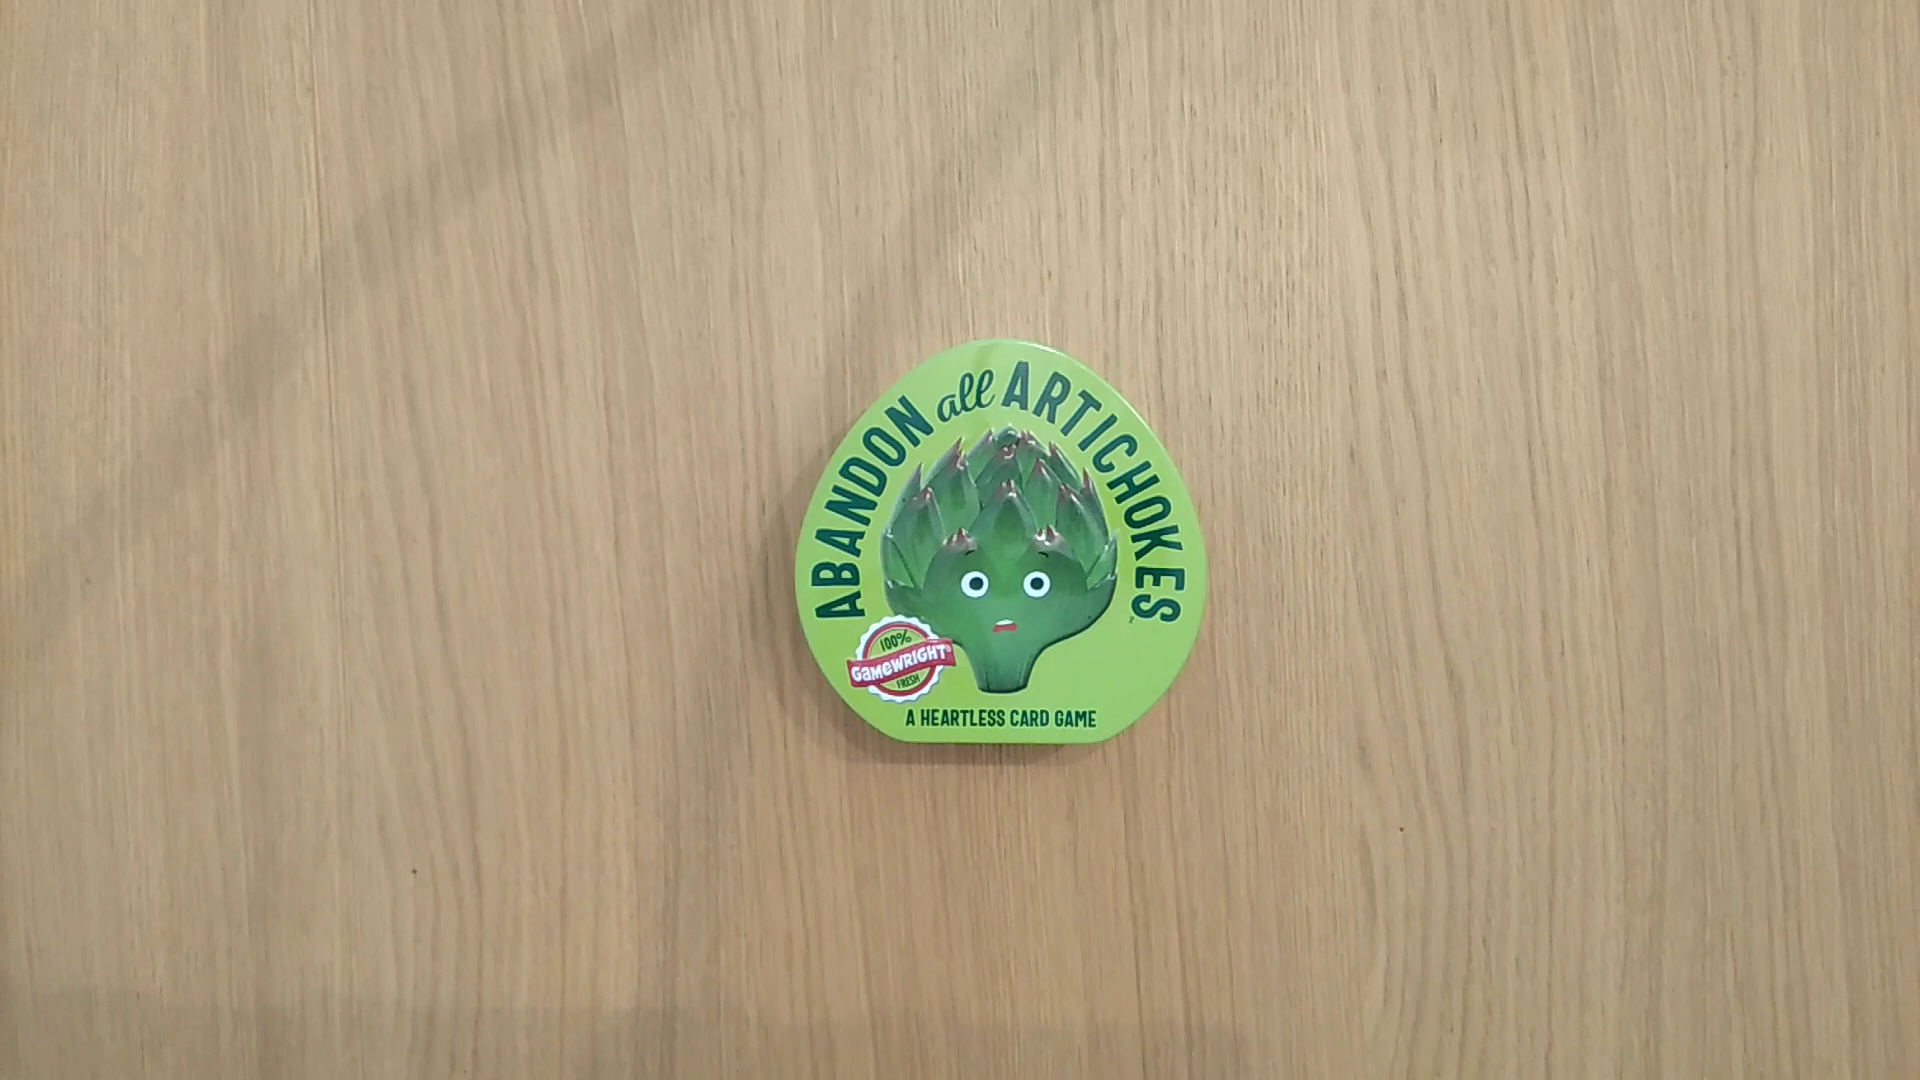 ABANDON all ARTICHOKES
100%
GAMEWRIGHT®
FRESH
A HEARTLESS CARD GAME